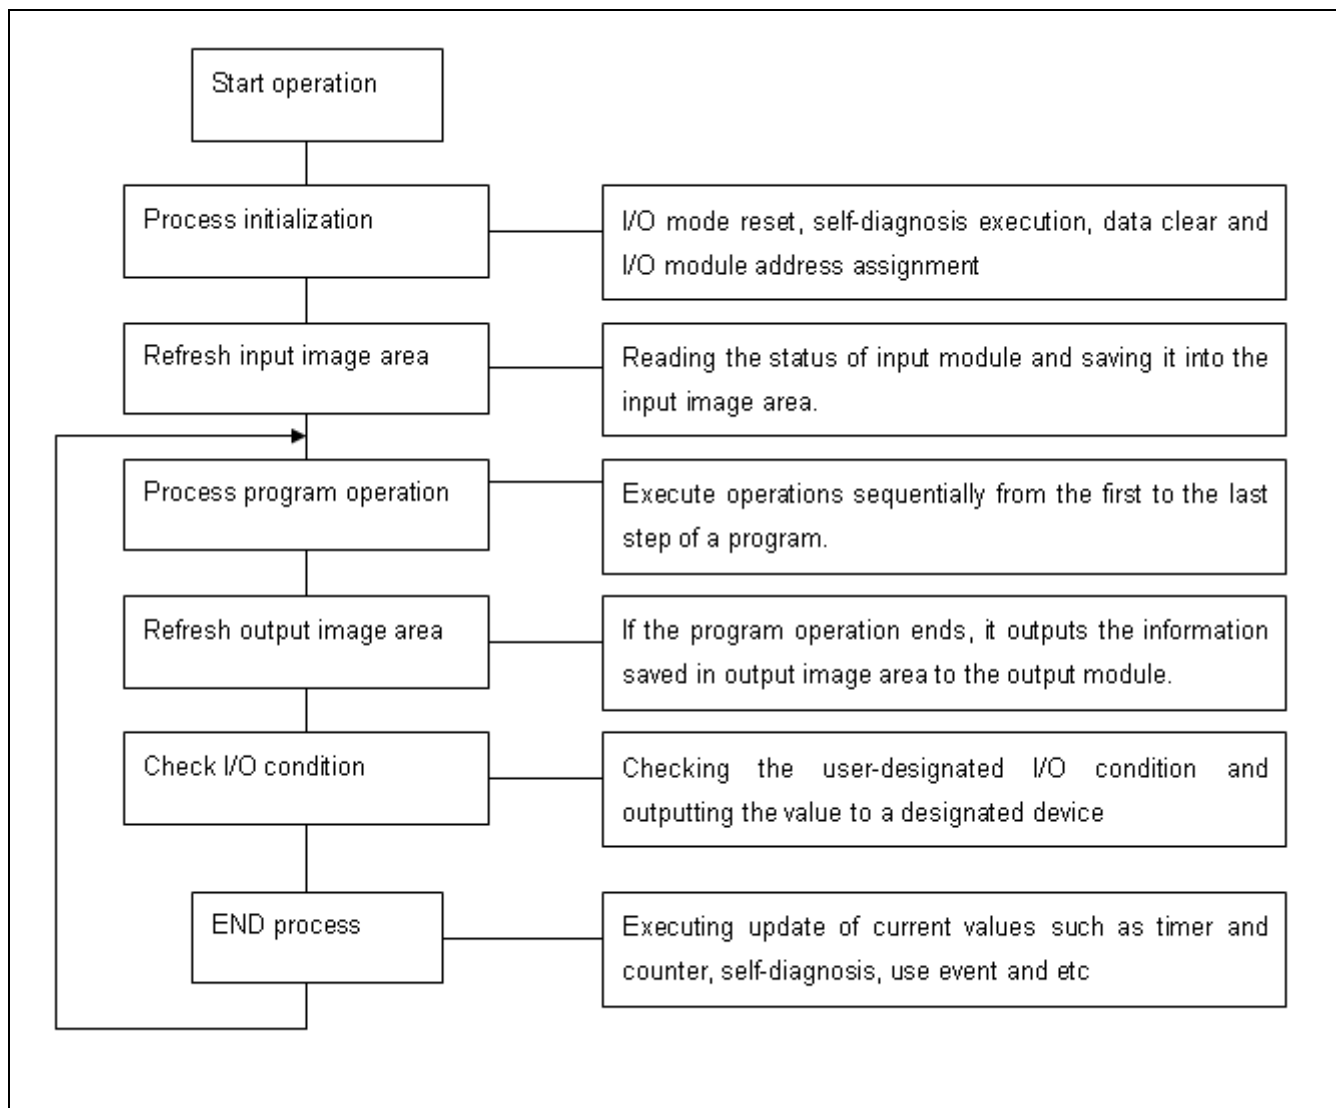 Start operation
Process initialization
I/O mode reset, self-diagnosis execution, data clear and
I/O module address assignment
Refresh input image area
Reading the status of input module and saving it into the
input image area.
Process program operation
Execute operations sequentially from the first to the last
step of a program.
Refresh output image area
If the program operation ends, it outputs the information
saved in output image area to the output module.
Check I/O condition
Checking the user-designated I/O condition and
outputting the value to a designated device
END process
Executing update of current values such as timer and
counter, self-diagnosis, use event and etc